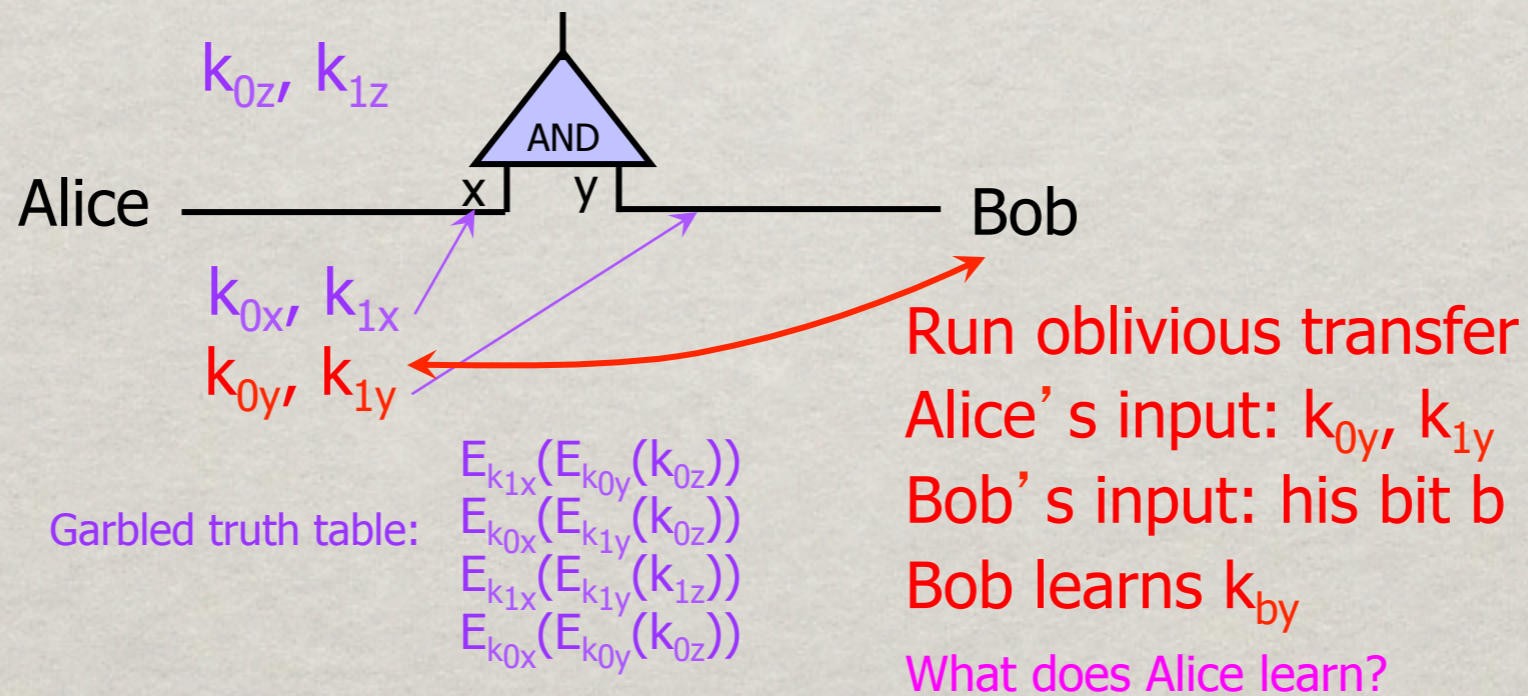 k0z, k1z
AND
x y
Alice
Bob
k0x, k1x
k0y, k1y
Garbled truth table:
Ek1x(Ek0y(k0z))
Ek0x(Ek1y(k0z))
Ek1x(Ek1y(k1z))
Ek0x(Ek0y(k0z))
Run oblivious transfer
Alice’s input: k0y, k1y
Bob’s input: his bit b
Bob learns kby
What does Alice learn?